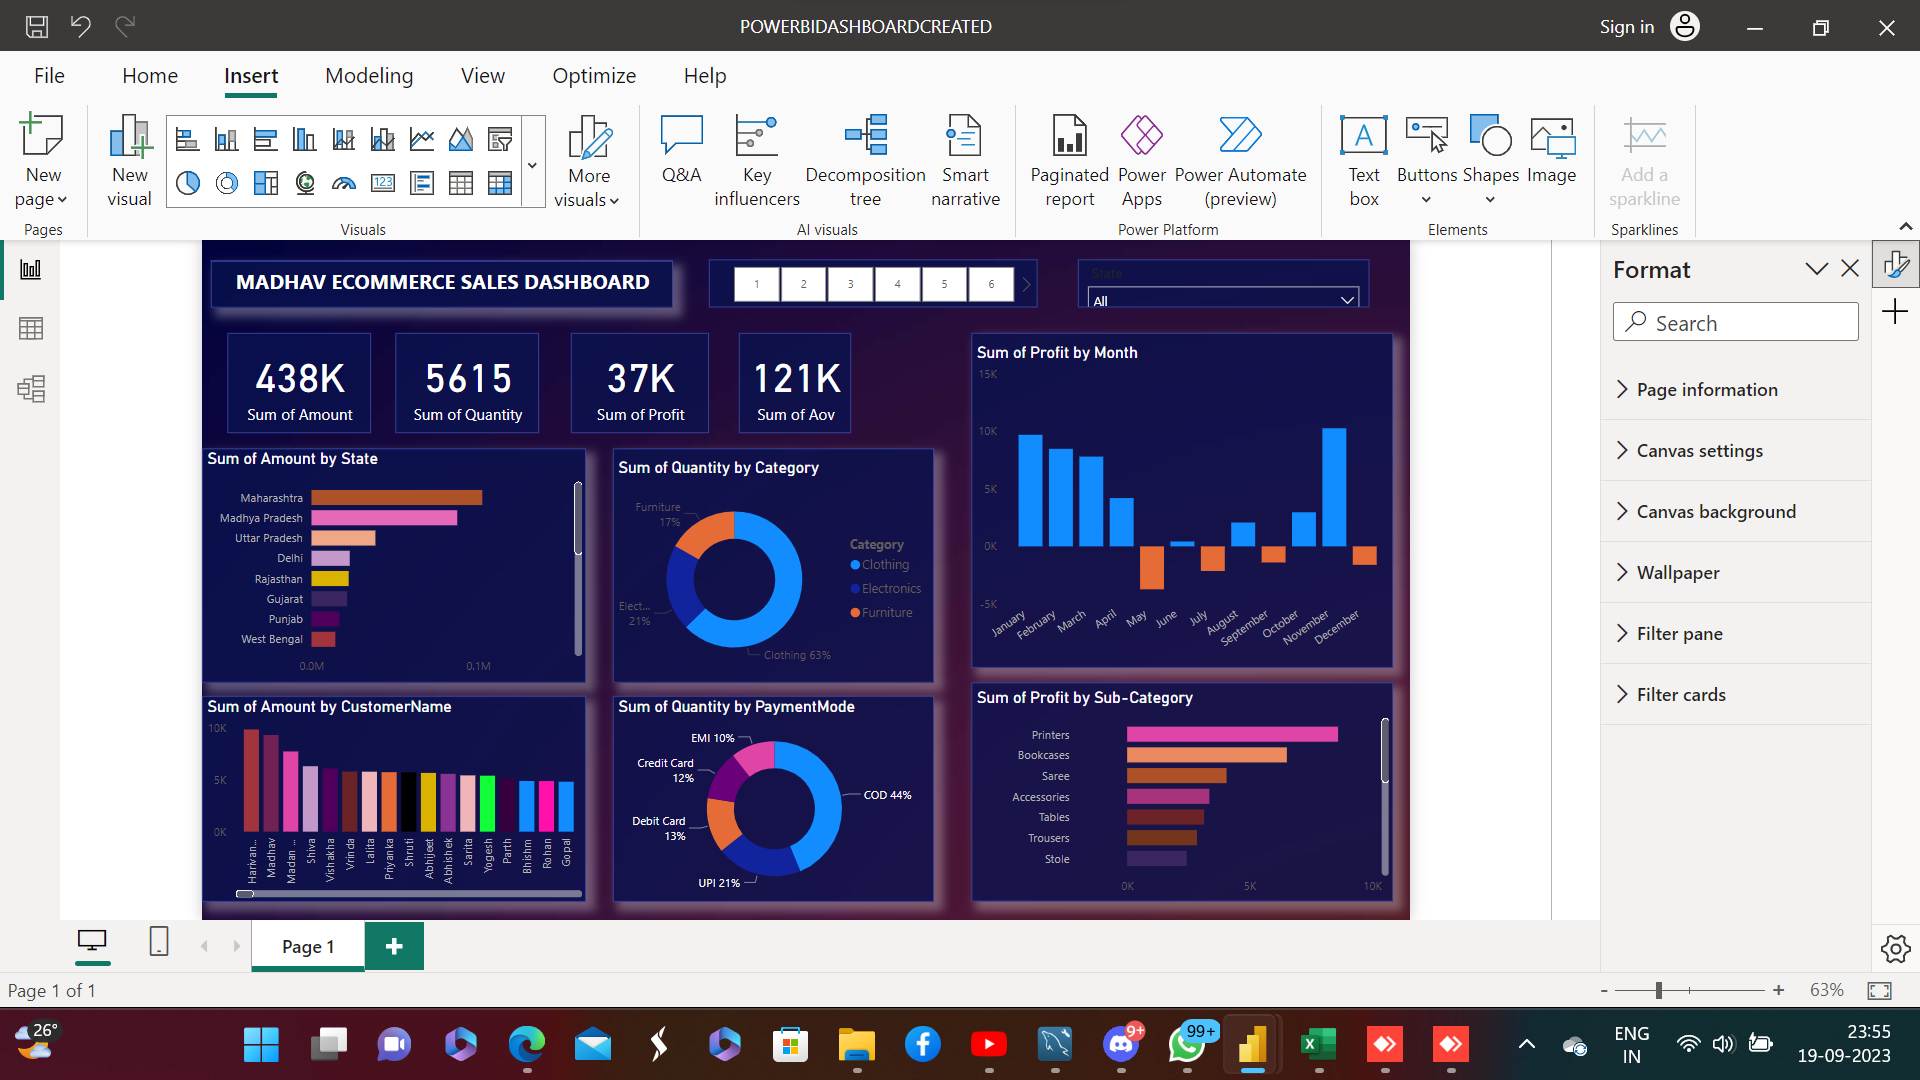 POWERBIDASHBOARDCREATED
Sign in
File Home Insert Modeling View Optimize Help
New page
New visual
More visuals
Q&A
Key influencers
Decomposition tree
Smart narrative
Paginated report
Power Apps
Power Automate (preview)
Text box
Buttons
Shapes
Image
Add a sparkline
Pages
Visuals
AI visuals
Power Platform
Elements
Sparklines
MADHAV ECOMMERCE SALES DASHBOARD
1 2 3 4 5 6
State
All
438K
Sum of Amount
5615
Sum of Quantity
37K
Sum of Profit
121K
Sum of Aov
Sum of Profit by Month
15K
10K
5K
0K
-5K
January February March April May June July August September October November December
Sum of Amount by State
Maharashtra
Madhya Pradesh
Uttar Pradesh
Delhi
Rajasthan
Gujarat
Punjab
West Bengal
0.0M 0.1M
Sum of Quantity by Category
Furniture
17%
Elect...
21%
Clothing 63%
Category
Clothing
Electronics
Furniture
Sum of Amount by CustomerName
10K
5K
0K
Harivan... Madhav Madan ... Shiva Vishakha Vrinda Lalita Priyanka Shruti Abhijeet Abhishek Sarita Yogesh Parth Bhishm Rohan Gopal
Sum of Quantity by PaymentMode
EMI 10%
Credit Card
12%
COD 44%
Debit Card
13%
UPI 21%
Sum of Profit by Sub-Category
Printers
Bookcases
Saree
Accessories
Tables
Trousers
Stole
0K 5K 10K
Format
Search
Page information
Canvas settings
Canvas background
Wallpaper
Filter pane
Filter cards
Page 1
Page 1 of 1
- + 63%
26°
9+
99+
ENG
IN
23:55
19-09-2023